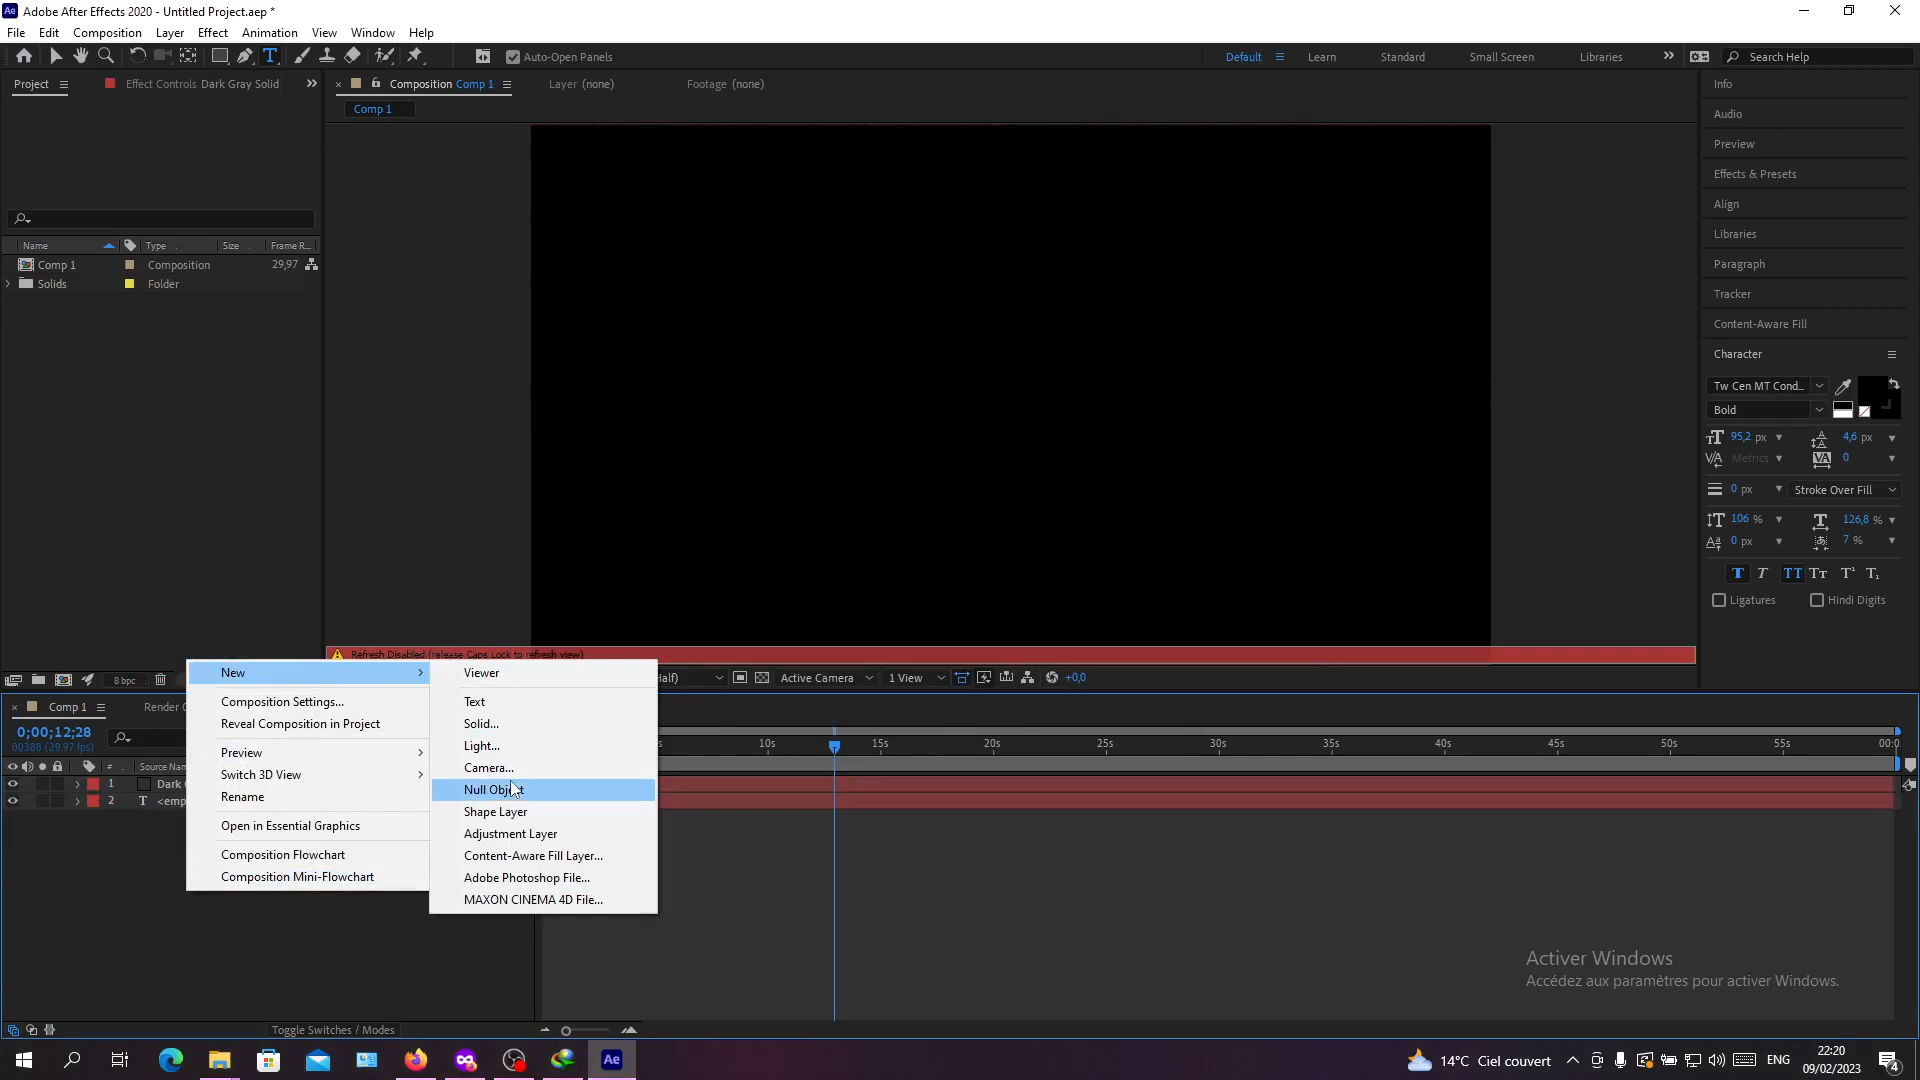 Adobe After Effects 2020 - Untitled Project.aep *
File Edit Composition Layer Effect Animation View Window Help
Auto-Open Panels
Default Learn Standard Small Screen Libraries Search Help
Project Effect Controls Dark Gray Solid
Composition Comp 1 Layer (none) Footage (none)
Comp 1
Name Type Size Frame R...
Comp 1 Composition 29,97
Solids Folder
Info
Audio
Preview
Effects & Presets
Align
Libraries
Paragraph
Tracker
Content-Aware Fill
Character
Tw Cen MT Cond...
Bold
95,2 px 4,6 px
Metrics 0
0 px Stroke Over Fill
106 % 126,8 %
0 px 7 %
Ligatures Hindi Digits
Refresh Disabled (release Caps Lock to refresh view)
8 bpc
Active Camera 1 View +0,0
New
Composition Settings...
Reveal Composition in Project
Preview
Switch 3D View
Rename
Open in Essential Graphics
Composition Flowchart
Composition Mini-Flowchart
Viewer
Text
Solid...
Light...
Camera...
Null Object
Shape Layer
Adjustment Layer
Content-Aware Fill Layer...
Adobe Photoshop File...
MAXON CINEMA 4D File...
Comp 1
0;00;12;28
00388 (29.97 fps)
# Source
1 Dark
2 T
10s 15s 20s 25s 30s 35s 40s 45s 50s 55s 00:0
Activer Windows
Accédez aux paramètres pour activer Windows.
Toggle Switches / Modes
Ae
14°C Ciel couvert ENG
22:20
09/02/2023
4